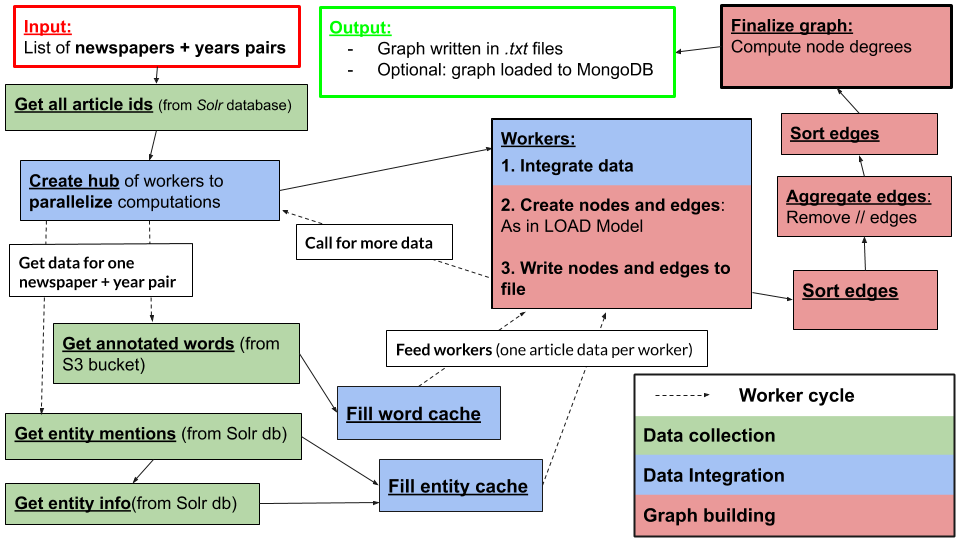 Input:
List of newspapers + years pairs
Output:
- Graph written in .txt files
- Optional: graph loaded to MongoDB
Finalize graph:
Compute node degrees
Get all article ids (from Solr database)
Sort edges
Workers:
1. Integrate data
Create hub of workers to
parallelize computations
Aggregate edges:
Remove // edges
2. Create nodes and edges:
As in LOAD Model
3. Write nodes and edges to
file
Call for more data
Get data for one
newspaper + year pair
Sort edges
Get annotated words (from
S3 bucket)
Feed workers (one article data per worker)
Fill word cache
Get entity mentions (from Solr db)
Fill entity cache
Get entity info(from Solr db)
Worker cycle
Data collection
Data Integration
Graph building